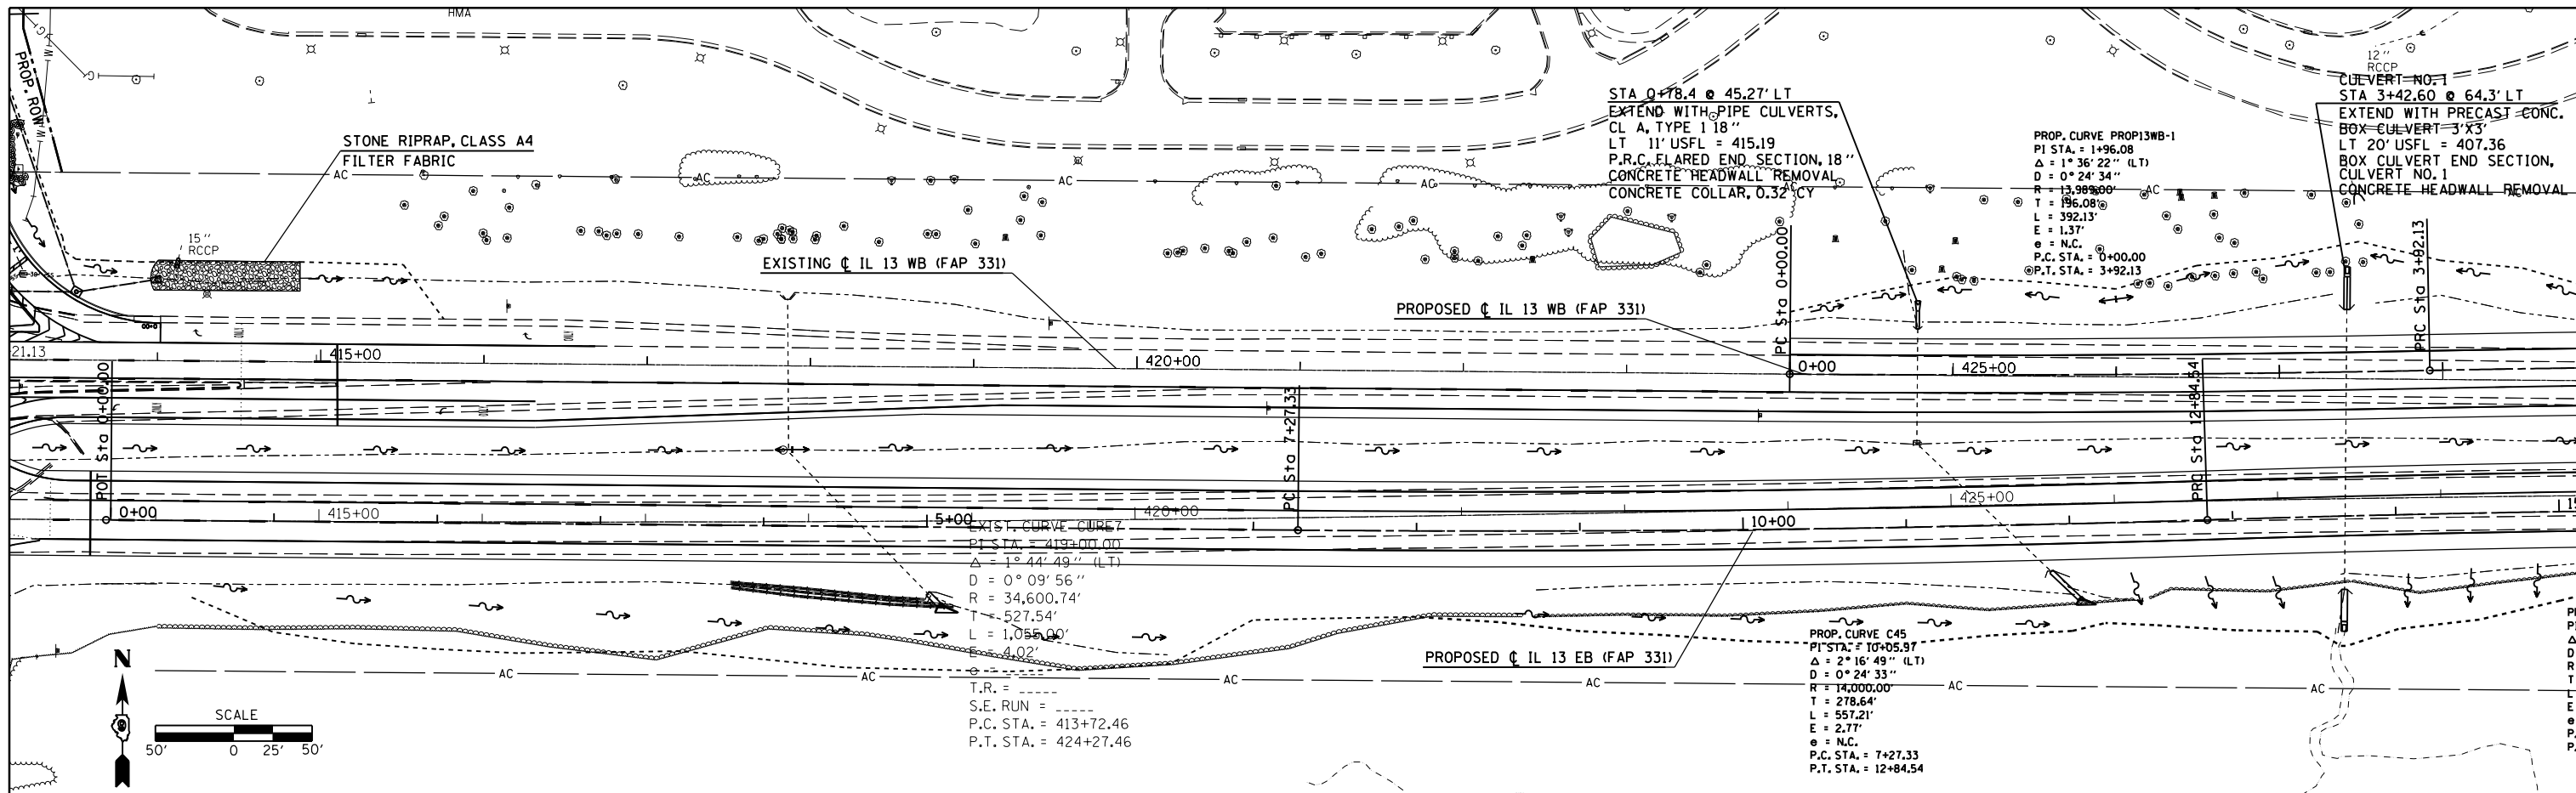 HMA
PROP. ROW
STONE RIPRAP, CLASS A4
FILTER FABRIC
15"
RCCP
EXISTING ℄ IL 13 WB (FAP 331)
PROPOSED ℄ IL 13 WB (FAP 331)
STA 0+78.4 @ 45.27' LT
EXTEND WITH PIPE CULVERTS,
CL A, TYPE 1 18"
LT 11' USFL = 415.19
P.R.C. FLARED END SECTION, 18"
CONCRETE HEADWALL REMOVAL
CONCRETE COLLAR, 0.32 CY
PROP. CURVE PROP13WB-1
PI STA. = 1+96.08
Δ = 1° 36' 22" (LT)
D = 0° 24' 34"
R = 13,989.00'
T = 196.08'
L = 392.13'
E = 1.37'
e = N.C.
P.C. STA. = 0+00.00
P.T. STA. = 3+92.13
12"
RCCP
CULVERT NO. 1
STA 3+42.60 @ 64.3' LT
EXTEND WITH PRECAST CONC.
BOX CULVERT 3'X3'
LT 20' USFL = 407.36
BOX CULVERT END SECTION,
CULVERT NO. 1
CONCRETE HEADWALL REMOVAL
AC
AC
AC
AC
AC
AC
AC
PC Sta 0+00.00
PRC Sta 3+92.13
21.13
415+00
420+00
0+00
425+00
POT Sta 0+00.00
PC Sta 7+27.33
PRC Sta 12+84.54
0+00
415+00
5+00
420+00
10+00
425+00
EXIST. CURVE CURE7
PI STA. = 419+00.00
Δ = 1° 44' 49" (LT)
D = 0° 09' 56"
R = 34,600.74'
T = 527.54'
L = 1,055.00'
E = 4.02'
e = _____
T.R. = _____
S.E. RUN = _____
P.C. STA. = 413+72.46
P.T. STA. = 424+27.46
PROPOSED ℄ IL 13 EB (FAP 331)
PROP. CURVE C45
PI STA. = 10+05.97
Δ = 2° 16' 49" (LT)
D = 0° 24' 33"
R = 14,000.00'
T = 278.64'
L = 557.21'
E = 2.77'
e = N.C.
P.C. STA. = 7+27.33
P.T. STA. = 12+84.54
AC
AC
AC
AC
AC
AC
N
SCALE
50' 0 25' 50'